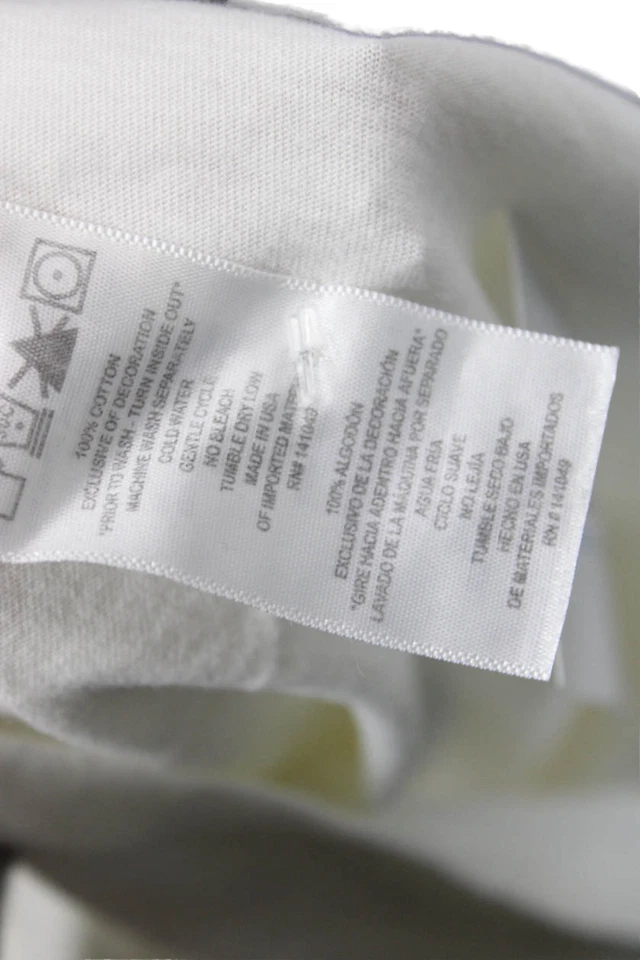 100% COTTON
EXCLUSIVE OF DECORATION
*PRIOR TO WASH - TURN INSIDE OUT*
MACHINE WASH SEPARATELY
COLD WATER
GENTLE CYCLE
NO BLEACH
TUMBLE DRY LOW
MADE IN USA
OF IMPORTED
RN# 141049
100% ALGODÓN
EXCLUSIVO DE LA DECORACIÓN
*GIRE HACIA ADENTRO HACIA AFUERA*
LAVADO DE LA MÁQUINA POR SEPARADO
AGUA FRIA
CICLO SUAVE
NO LEJIA
TUMBLE SECO BAJO
HECHO EN USA
DE MATERIALES IMPORTADOS
RN # 141049